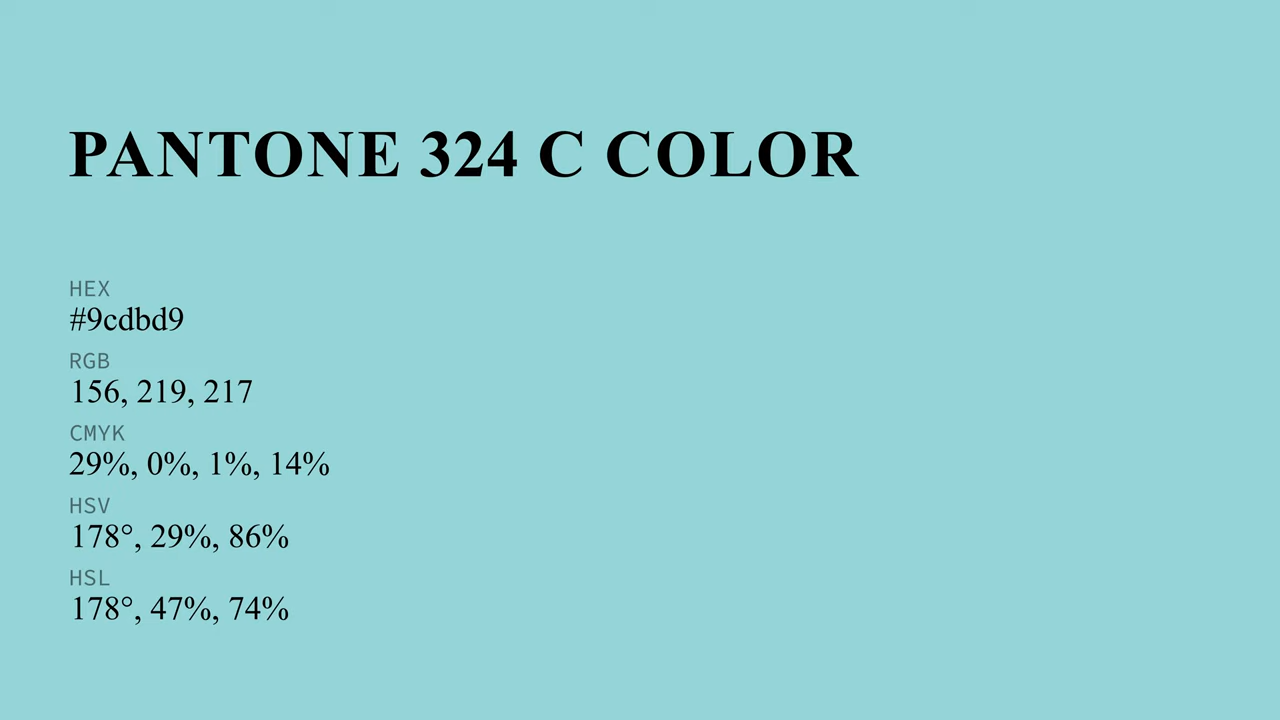 PANTONE 324 C COLOR
HEX
#9cdbd9
RGB
156, 219, 217
CMYK
29%, 0%, 1%, 14%
HSV
178°, 29%, 86%
HSL
178°, 47%, 74%